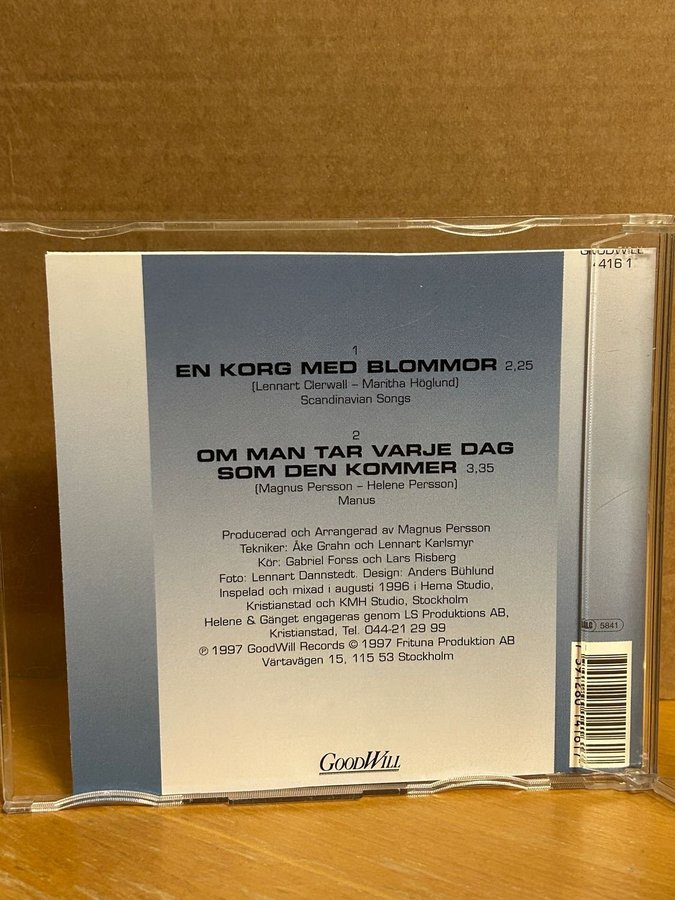 1
EN KORG MED BLOMMOR 2,25
(Lennart Clerwall – Maritha Höglund)
Scandinavian Songs
2
OM MAN TAR VARJE DAG
SOM DEN KOMMER 3,35
(Magnus Persson – Helene Persson)
Manus
Producerad och Arrangerad av Magnus Persson
Tekniker: Åke Grahn och Lennart Karlsmyr
Kör: Gabriel Forss och Lars Risberg
Foto: Lennart Dannstedt. Design: Anders Bühlund
Inspelad och mixad i augusti 1996 i Hema Studio,
Kristianstad och KMH Studio, Stockholm
Helene & Gänget engageras genom LS Produktions AB,
Kristianstad, Tel. 044-21 29 99
℗ 1997 GoodWill Records © 1997 Frituna Produktion AB
Värtavägen 15, 115 53 Stockholm
GOODWILL
GOODWILL
416 1
5841